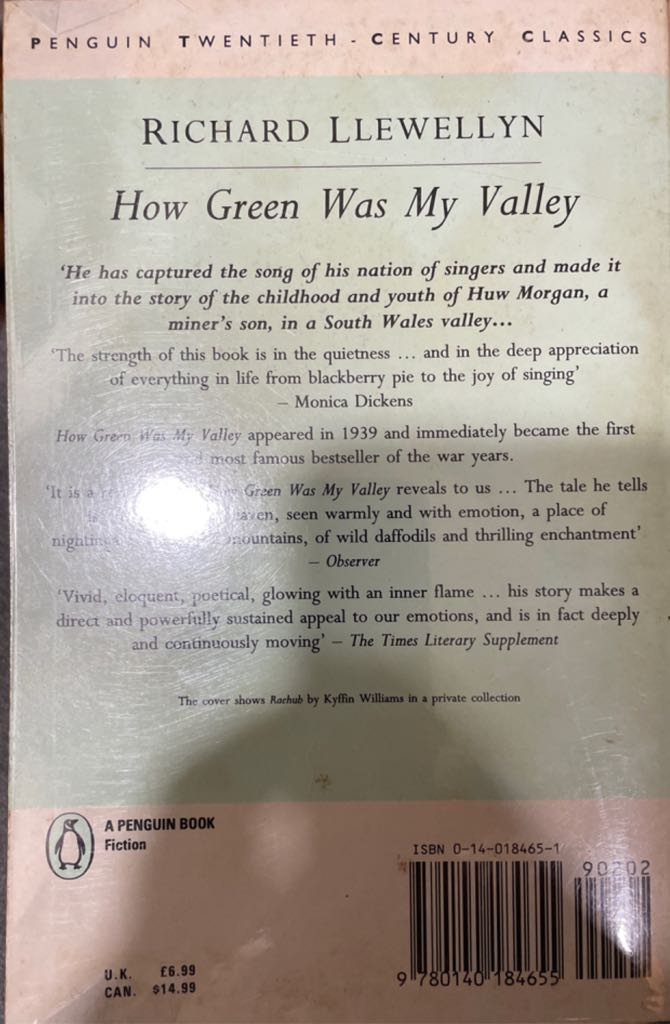 PENGUIN TWENTIETH-CENTURY CLASSICS
RICHARD LLEWELLYN
How Green Was My Valley
'He has captured the song of his nation of singers and made it
into the story of the childhood and youth of Huw Morgan, a
miner's son, in a South Wales valley...
'The strength of this book is in the quietness ... and in the deep appreciation
of everything in life from blackberry pie to the joy of singing'
– Monica Dickens
How Green Was My Valley appeared in 1939 and immediately became the first
most famous bestseller of the war years.
'It is a Green Was My Valley reveals to us ... The tale he tells
is seen warmly and with emotion, a place of
mountains, of wild daffodils and thrilling enchantment'
– Observer
'Vivid, eloquent, poetical, glowing with an inner flame ... his story makes a
direct and powerfully sustained appeal to our emotions, and is in fact deeply
and continuously moving' – The Times Literary Supplement
The cover shows Rachub by Kyffin Williams in a private collection
A PENGUIN BOOK
Fiction
ISBN 0-14-018465-1
90202
9 780140 184655
U.K. £6.99
CAN. $14.99